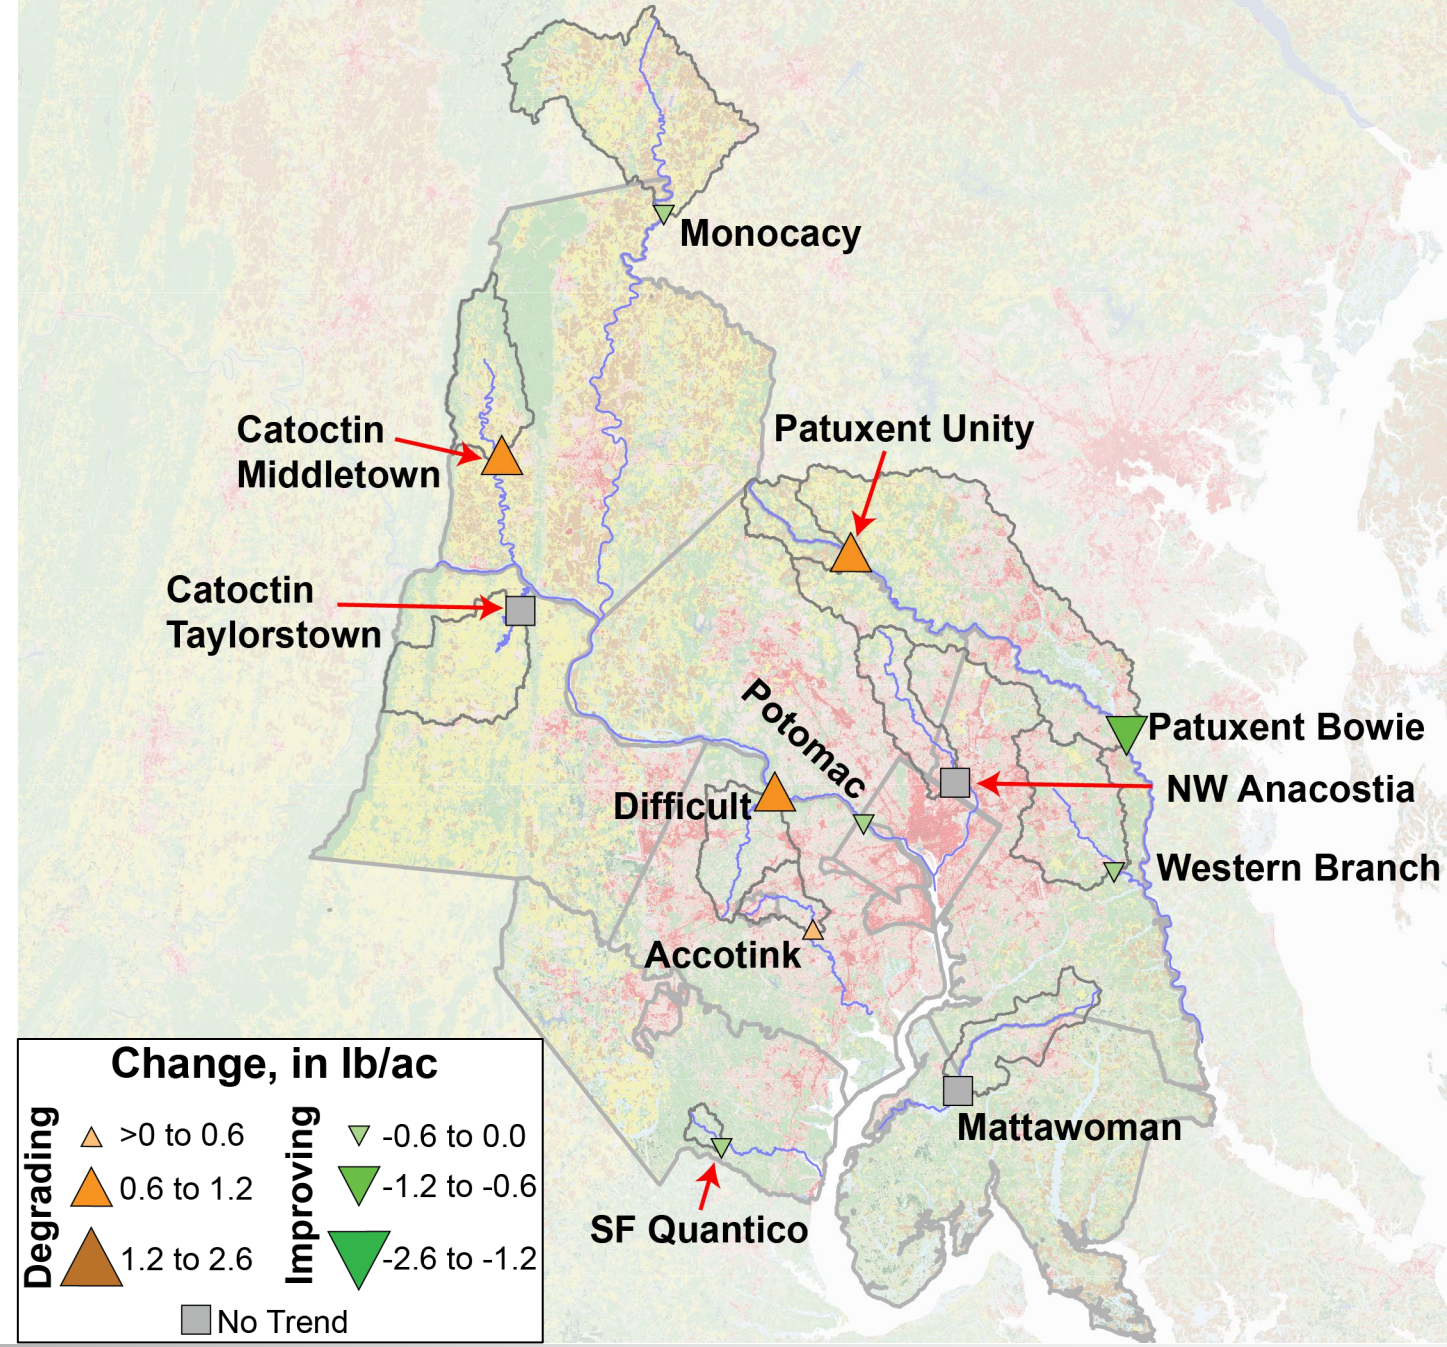 Monocacy
Catoctin
Middletown
Patuxent Unity
Catoctin
Taylorstown
Potomac
Patuxent Bowie
NW Anacostia
Difficult
Western Branch
Accotink
Mattawoman
SF Quantico
Change, in lb/ac
Degrading
>0 to 0.6
0.6 to 1.2
1.2 to 2.6
Improving
-0.6 to 0.0
-1.2 to -0.6
-2.6 to -1.2
No Trend